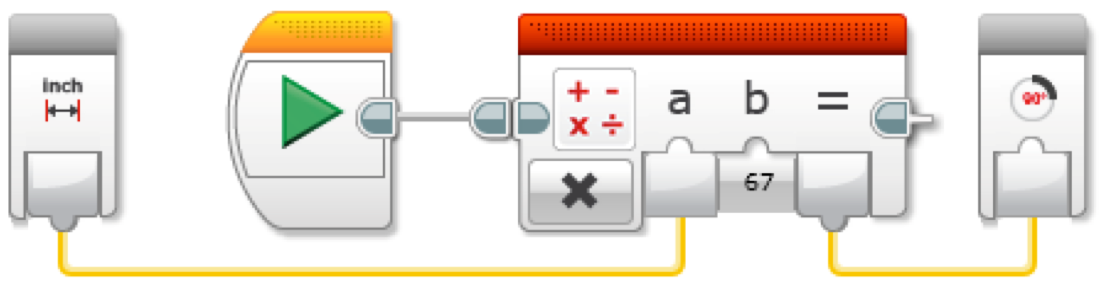 inch
+ -
x ÷
a b =
90°
67